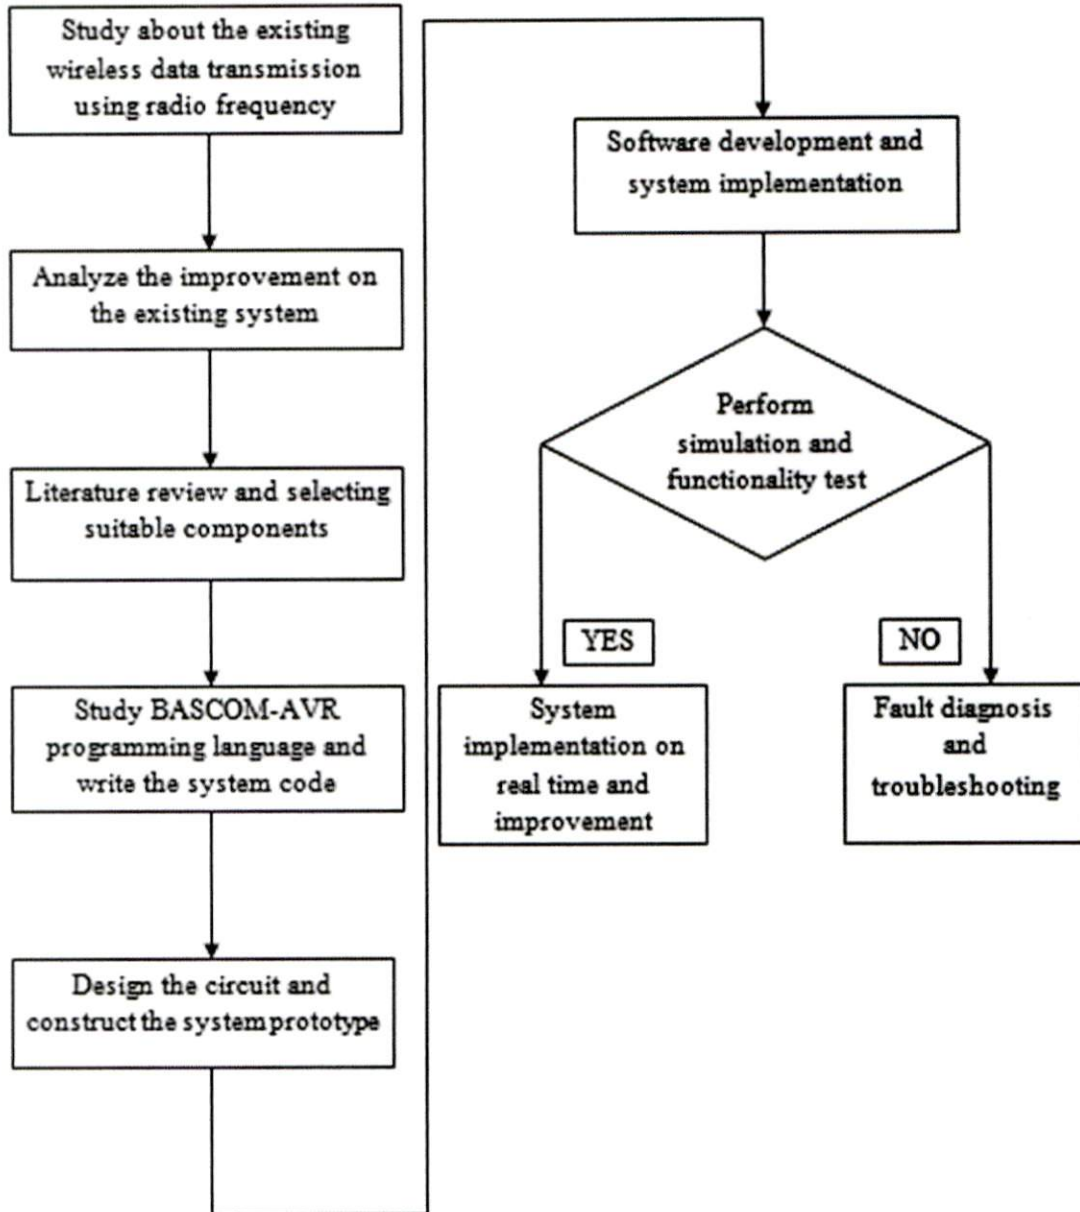 Study about the existing
wireless data transmission
using radio frequency
Analyze the improvement on
the existing system
Literature review and selecting
suitable components
Study BASCOM-AVR
programming language and
write the system code
Design the circuit and
construct the system prototype
Software development and
system implementation
Perform
simulation and
functionality test
YES
NO
System
implementation on
real time and
improvement
Fault diagnosis
and
troubleshooting